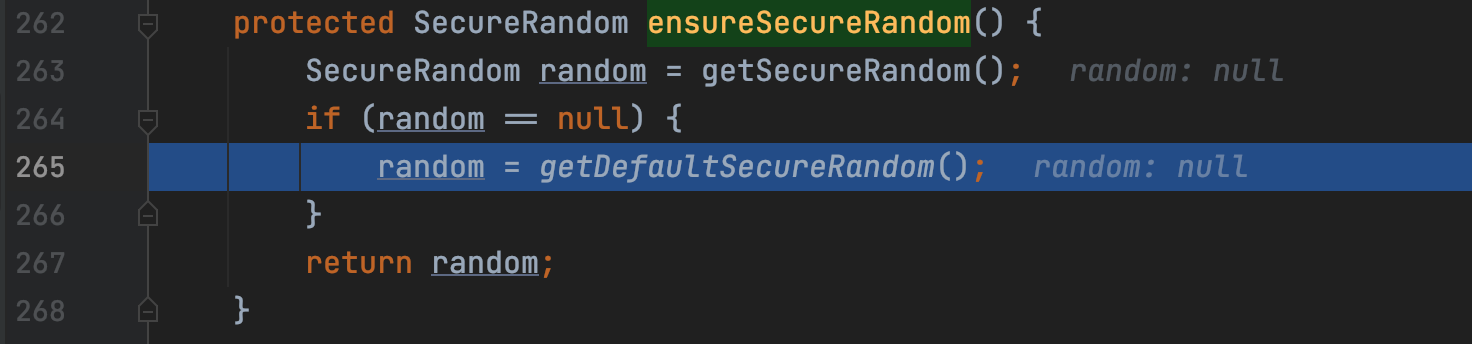 262 protected SecureRandom ensureSecureRandom() {
263 SecureRandom random = getSecureRandom(); random: null
264 if (random == null) {
265 random = getDefaultSecureRandom(); random: null
266 }
267 return random;
268 }